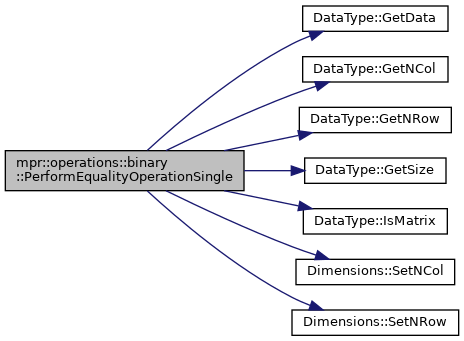 DataType::GetData
DataType::GetNCol
DataType::GetNRow
mpr::operations::binary
::PerformEqualityOperationSingle
DataType::GetSize
DataType::IsMatrix
Dimensions::SetNCol
Dimensions::SetNRow